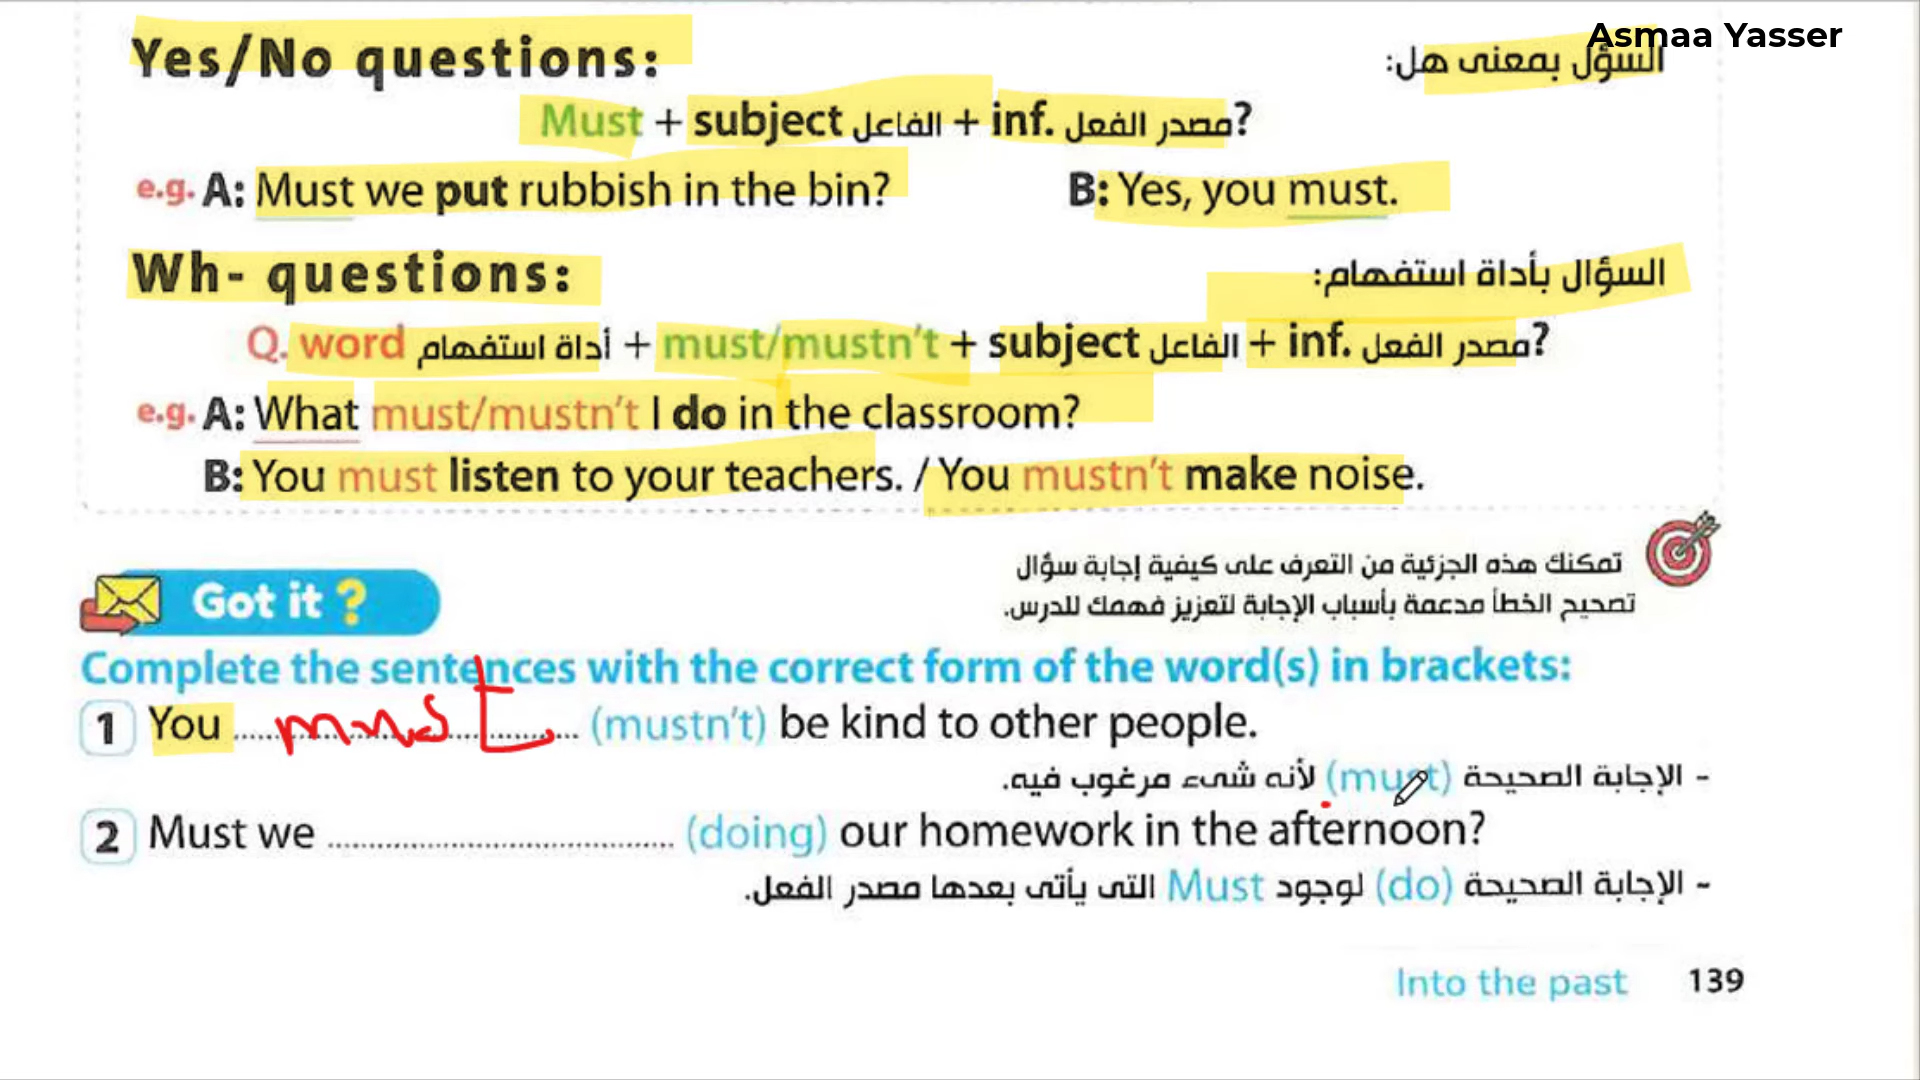 Asmaa Yasser
Yes/No questions: السؤل بمعنى هل:
Must + subject الفاعل + inf. مصدر الفعل?
e.g. A: Must we put rubbish in the bin? B: Yes, you must.
Wh- questions: السؤال بأداة استفهام:
Q. word أداة استفهام + must/mustn't + subject الفاعل + inf. مصدر الفعل?
e.g. A: What must/mustn't I do in the classroom?
B: You must listen to your teachers. / You mustn't make noise.
تمكنك هذه الجزئية من التعرف على كيفية إجابة سؤال
تصحيح الخطأ مدعمة بأسباب الإجابة لتعزيز فهمك للدرس.
Got it ?
Complete the sentences with the correct form of the word(s) in brackets:
1 You must (mustn't) be kind to other people.
- الإجابة الصحيحة (must) لأنه شىء مرغوب فيه.
2 Must we .................................... (doing) our homework in the afternoon?
- الإجابة الصحيحة (do) لوجود Must التى يأتى بعدها مصدر الفعل.
Into the past 139